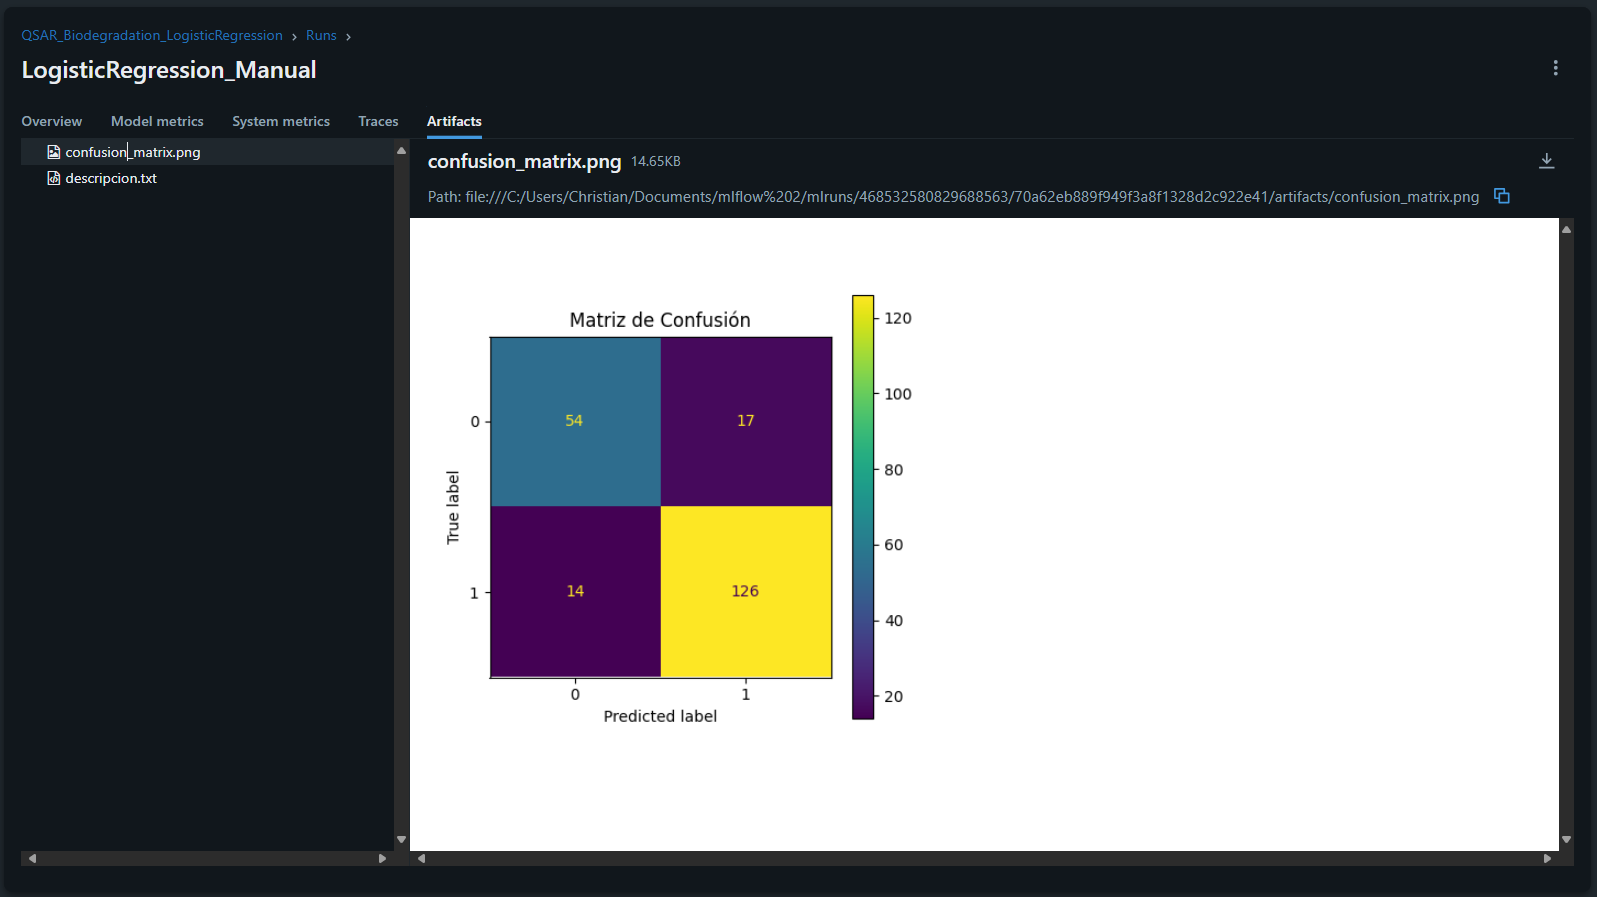 QSAR_Biodegradation_LogisticRegression > Runs >
LogisticRegression_Manual
Overview Model metrics System metrics Traces Artifacts
confusion_matrix.png
descripcion.txt
confusion_matrix.png 14.65KB
Path: file:///C:/Users/Christian/Documents/mlflow%202/mlruns/468532580829688563/70a62eb889f949f3a8f1328d2c922e41/artifacts/confusion_matrix.png
Matriz de Confusión
True label
0
1
54 17
14 126
0 1
Predicted label
120
100
80
60
40
20